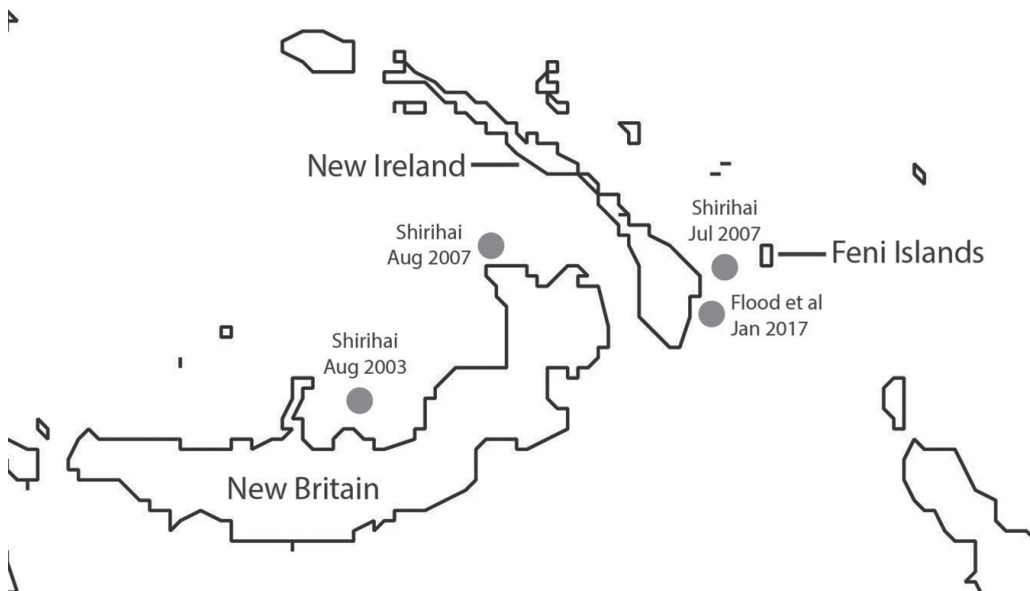 New Ireland
Shirihai
Jul 2007
Shirihai
Aug 2007
Feni Islands
Flood et al
Jan 2017
Shirihai
Aug 2003
New Britain